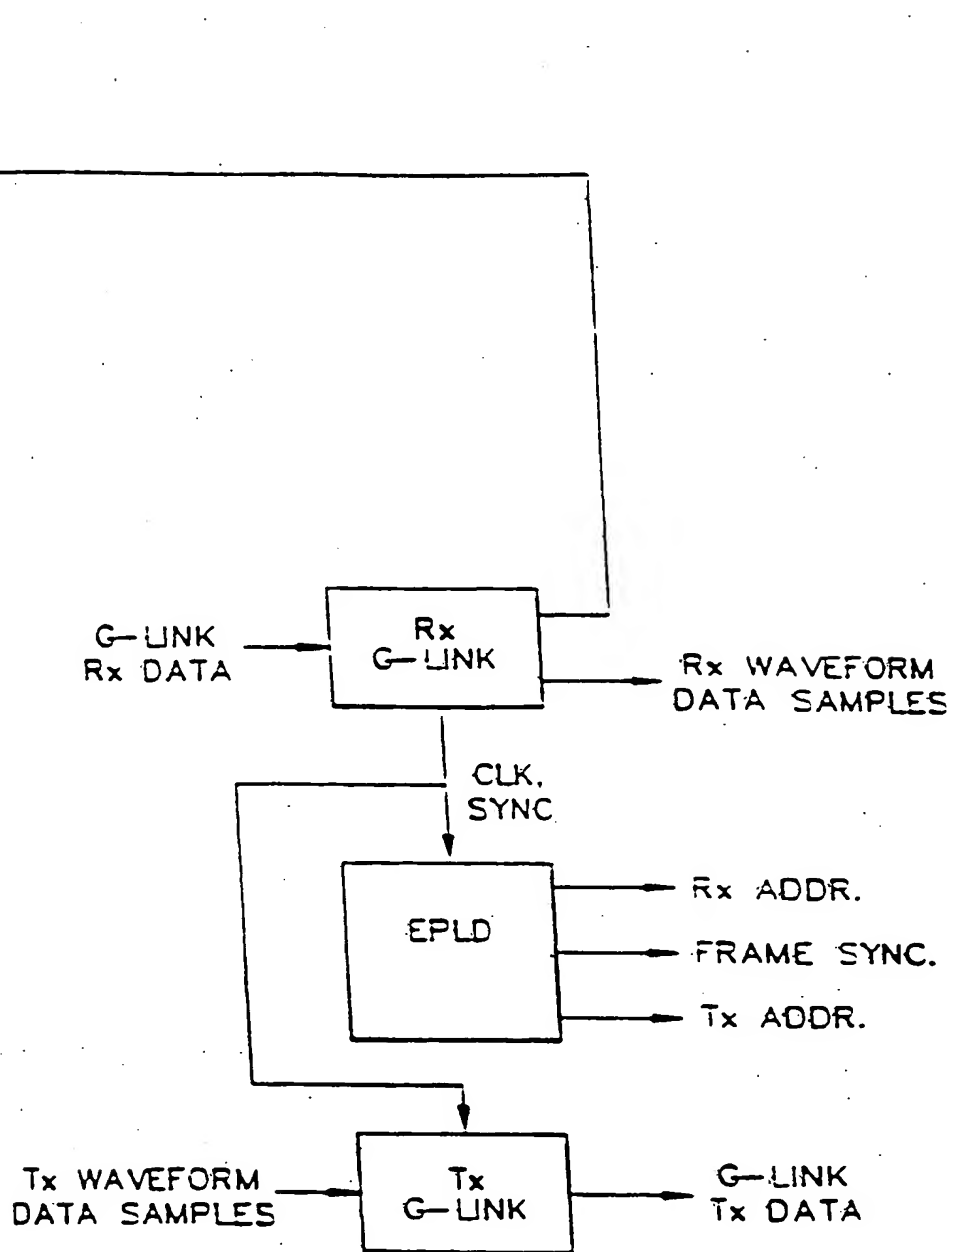 G-LINK
Rx DATA
Rx
G-LINK
Rx WAVEFORM
DATA SAMPLES
CLK,
SYNC
EPLD
Rx ADDR.
FRAME SYNC.
Tx ADDR.
Tx WAVEFORM
DATA SAMPLES
Tx
G-LINK
G-LINK
Tx DATA